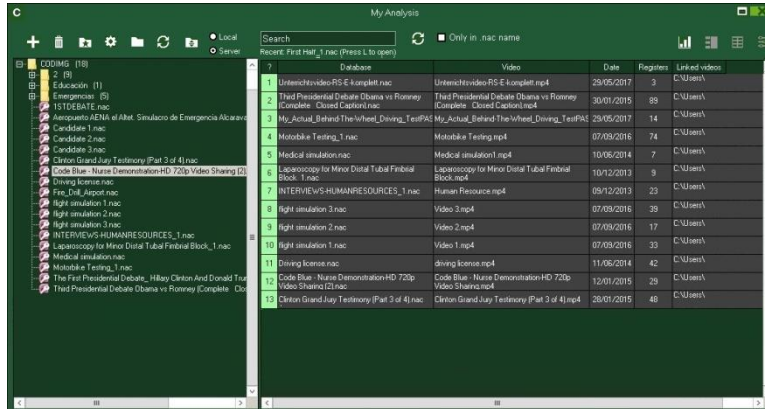 My Analysis
Local
Server
Search
Only in .nac name
Recent: First Half_1.nac (Press L to open)
CODIMG (18)
2 (9)
Educación (1)
Emergencias (5)
1STDEBATE.nac
Aeropuerto AENA el Altet. Simulacro de Emergencia Alcarava
Candidate 1.nac
Candidate 2.nac
Candidate 3.nac
Clinton Grand Jury Testimony (Part 3 of 4).nac
Code Blue - Nurse Demonstration-HD 720p Video Sharing (2)
Driving license.nac
Fire_Drill_Airport.nac
flight simulation 1.nac
flight simulation 2.nac
flight simulation 3.nac
INTERVIEWS-HUMANRESOURCES_1.nac
Laparoscopy for Minor Distal Tubal Fimbrial Block_1.nac
Medical simulation.nac
Motorbike Testing_1.nac
The First Presidential Debate_ Hillary Clinton And Donald Trum
Third Presidential Debate Obama vs Romney (Complete Clos
? Database Video Date Registers Linked videos
1 Unterrichtsvideo-RS-E-komplett.nac Unterrichtsvideo-RS-E-komplett.mp4 29/05/2017 3 C:\Users\
2 Third Presidential Debate Obama vs Romney (Complete Closed Caption).nac Third Presidential Debate Obama vs Romney (Complete Closed Caption).mp4 30/01/2015 89 C:\Users\
3 My_Actual_Behind-The-Wheel_Driving_TestPAS My_Actual_Behind-The-Wheel_Driving_TestPAS 29/05/2017 14 C:\Users\
4 Motorbike Testing_1.nac Motorbike Testing.mp4 07/09/2016 74 C:\Users\
5 Medical simulation.nac Medical simulation1.mp4 10/06/2014 7 C:\Users\
6 Laparoscopy for Minor Distal Tubal Fimbrial Block_1.nac Laparoscopy for Minor Distal Tubal Fimbrial Block.mp4 10/12/2013 9 C:\Users\
7 INTERVIEWS-HUMANRESOURCES_1.nac Human Resource.mp4 09/12/2013 23 C:\Users\
8 flight simulation 3.nac Video 3.mp4 07/09/2016 39 C:\Users\
9 flight simulation 2.nac Video 2.mp4 07/09/2016 17 C:\Users\
10 flight simulation 1.nac Video 1.mp4 07/09/2016 33 C:\Users\
11 Driving license.nac driving license.mp4 11/06/2014 42 C:\Users\
12 Code Blue - Nurse Demonstration-HD 720p Video Sharing (2).nac Code Blue - Nurse Demonstration-HD 720p Video Sharing.mp4 12/01/2015 29 C:\Users\
13 Clinton Grand Jury Testimony (Part 3 of 4).nac Clinton Grand Jury Testimony (Part 3 of 4).mp4 28/01/2015 48 C:\Users\